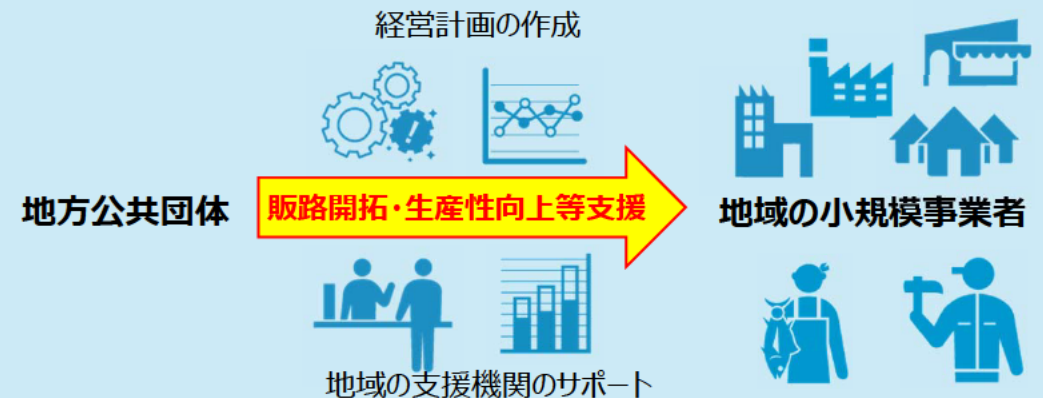 経営計画の作成
地方公共団体
販路開拓・生産性向上等支援
地域の小規模事業者
地域の支援機関のサポート